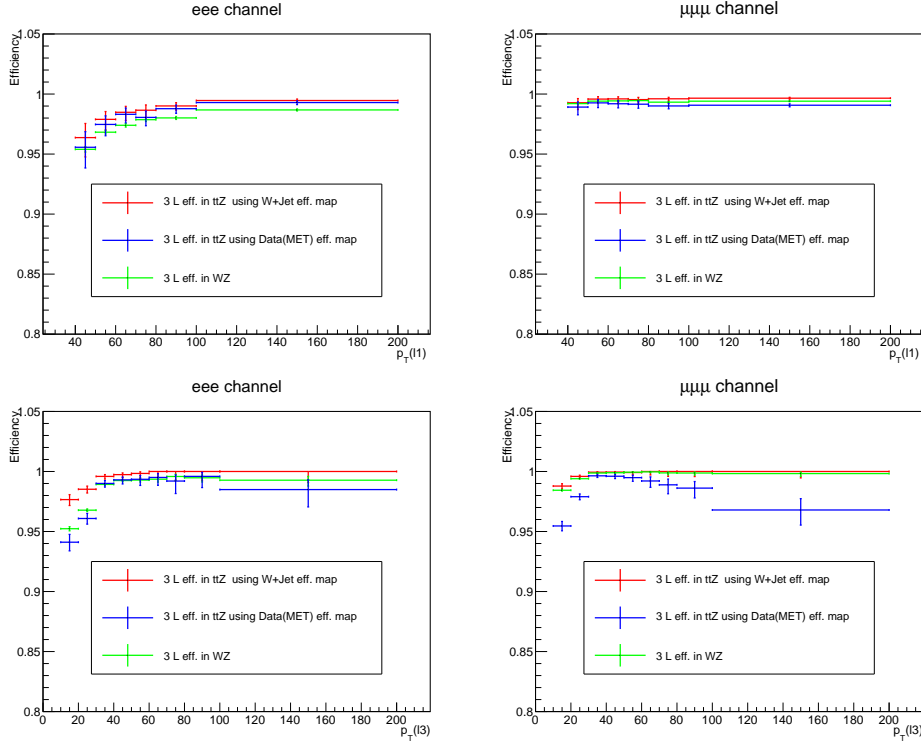 eee channel
Efficiency
1.05
1
0.95
0.9
0.85
0.8
3 L eff. in ttZ using W+Jet eff. map
3 L eff. in ttZ using Data(MET) eff. map
3 L eff. in WZ
40 60 80 100 120 140 160 180 200
p_T(l1)
μμμ channel
Efficiency
1.05
1
0.95
0.9
0.85
0.8
3 L eff. in ttZ using W+Jet eff. map
3 L eff. in ttZ using Data(MET) eff. map
3 L eff. in WZ
40 60 80 100 120 140 160 180 200
p_T(l1)
eee channel
Efficiency
1.05
1
0.95
0.9
0.85
0.8
3 L eff. in ttZ using W+Jet eff. map
3 L eff. in ttZ using Data(MET) eff. map
3 L eff. in WZ
0 20 40 60 80 100 120 140 160 180 200
p_T(l3)
μμμ channel
Efficiency
1.05
1
0.95
0.9
0.85
0.8
3 L eff. in ttZ using W+Jet eff. map
3 L eff. in ttZ using Data(MET) eff. map
3 L eff. in WZ
0 20 40 60 80 100 120 140 160 180 200
p_T(l3)